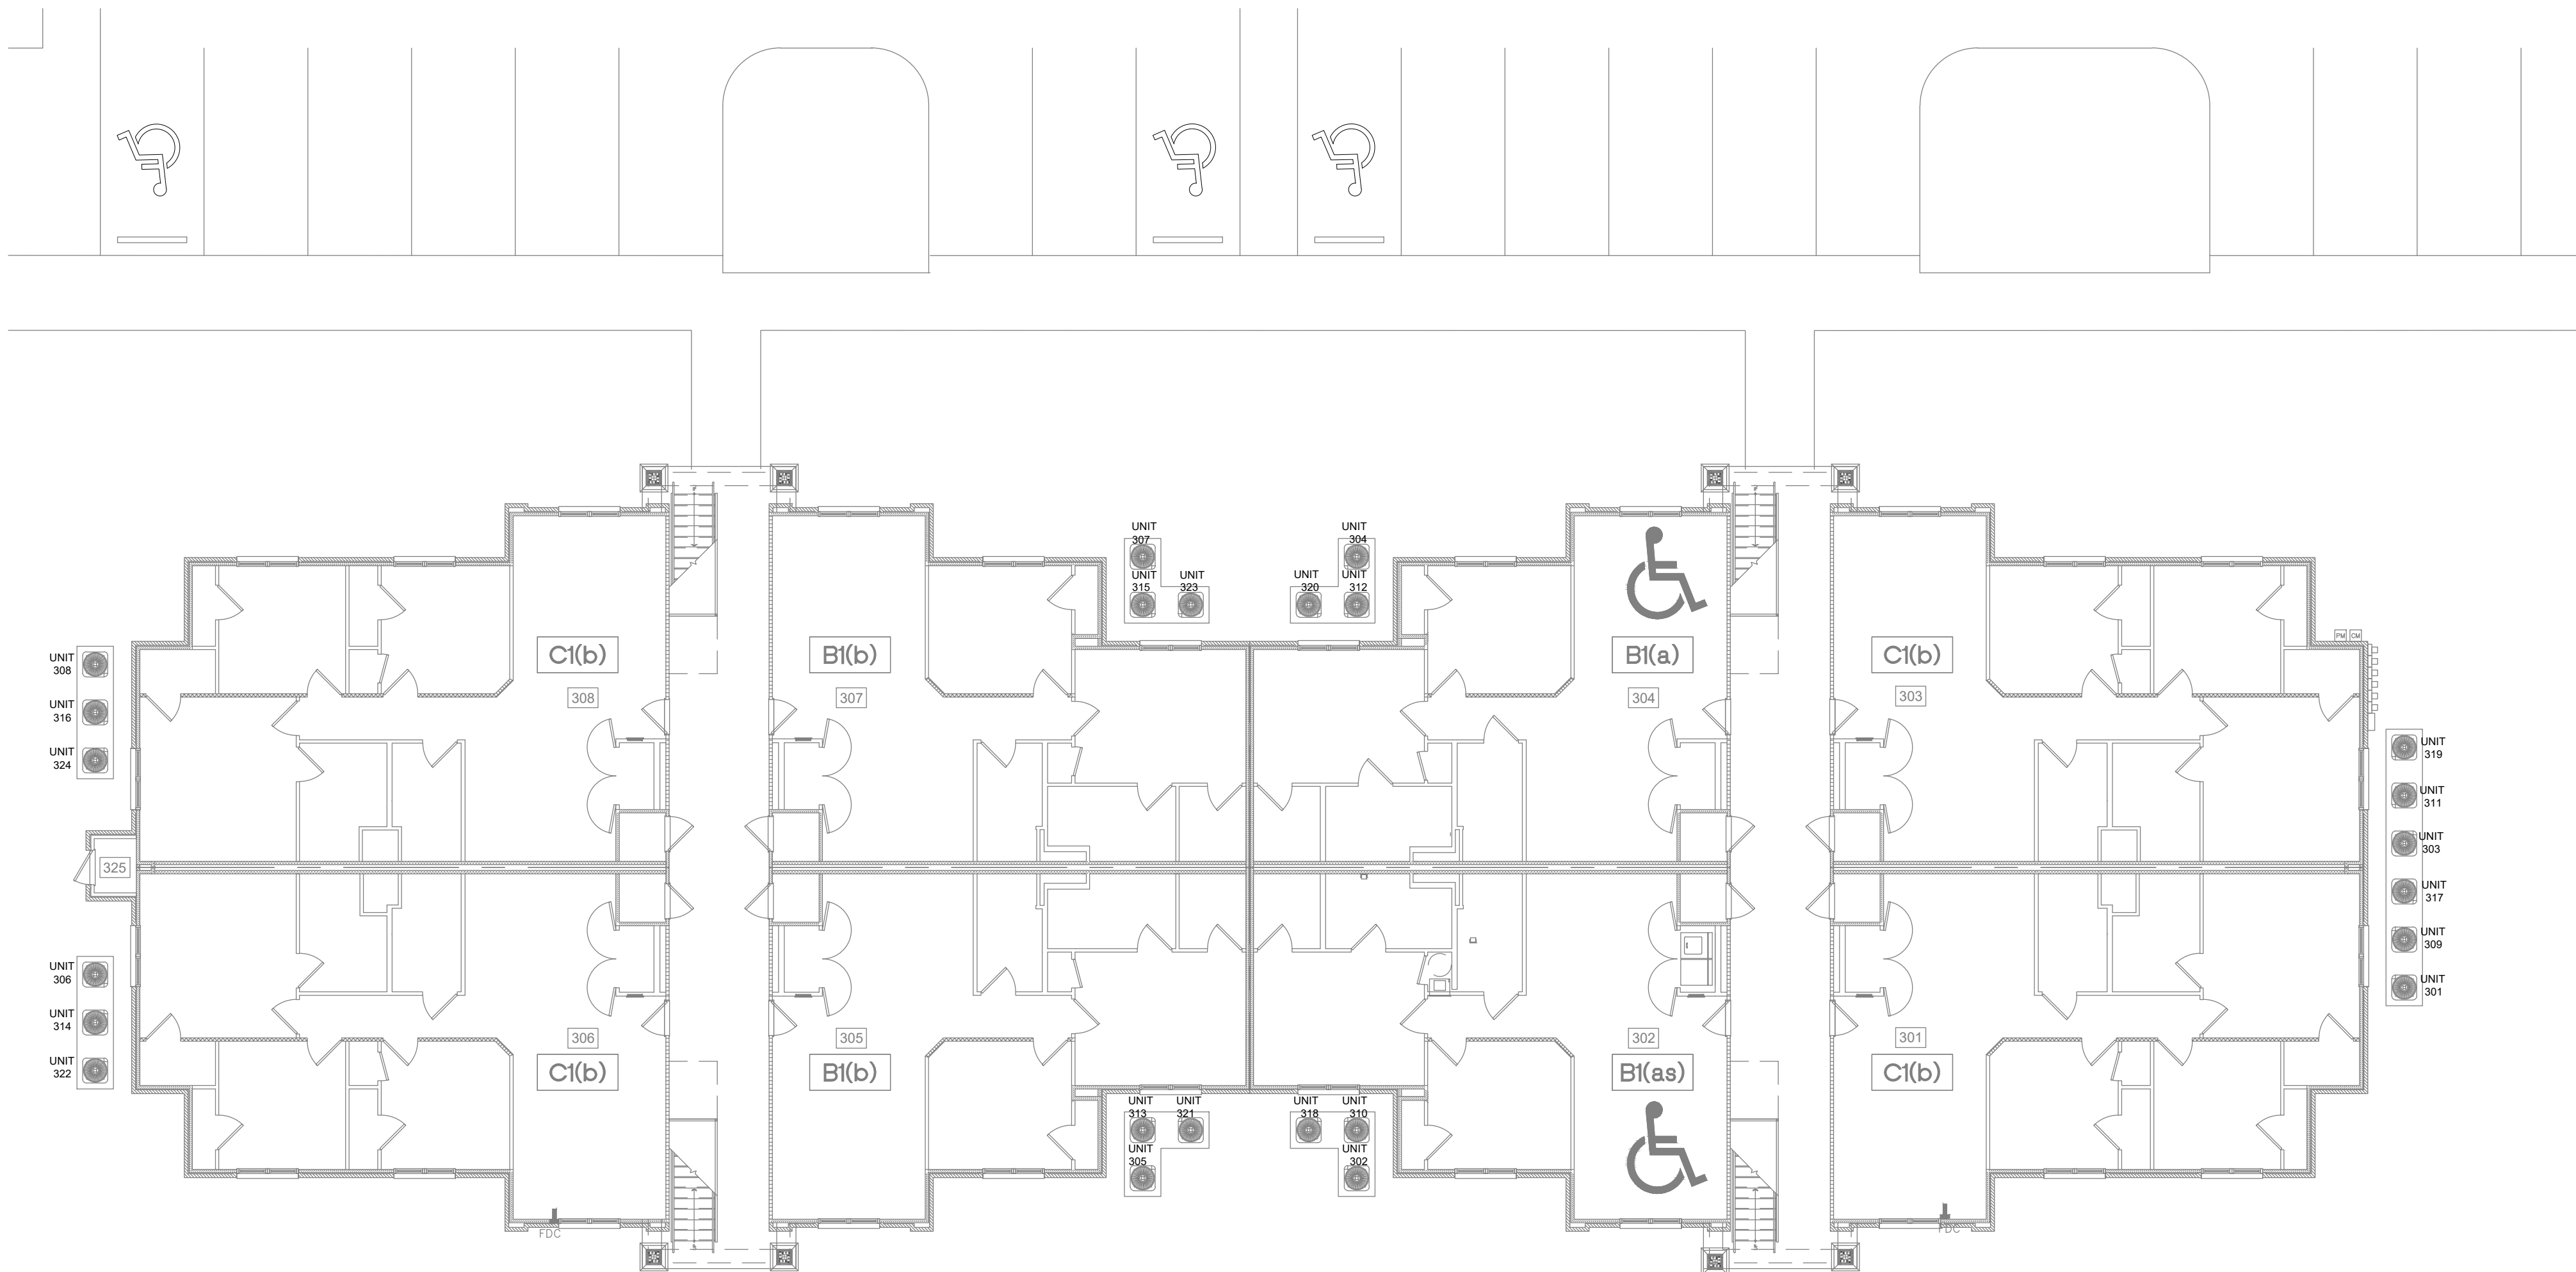 UNIT
307
UNIT
315
UNIT
323
UNIT
304
UNIT
320
UNIT
312
PM
CM
UNIT
308
UNIT
316
UNIT
324
C1(b)
308
B1(b)
307
B1(a)
304
C1(b)
303
UNIT
319
UNIT
311
UNIT
303
UNIT
317
UNIT
309
UNIT
301
325
UNIT
306
UNIT
314
UNIT
322
306
C1(b)
305
B1(b)
302
B1(as)
301
C1(b)
UNIT
313
UNIT
321
UNIT
305
UNIT
318
UNIT
310
UNIT
302
FDC
FDC